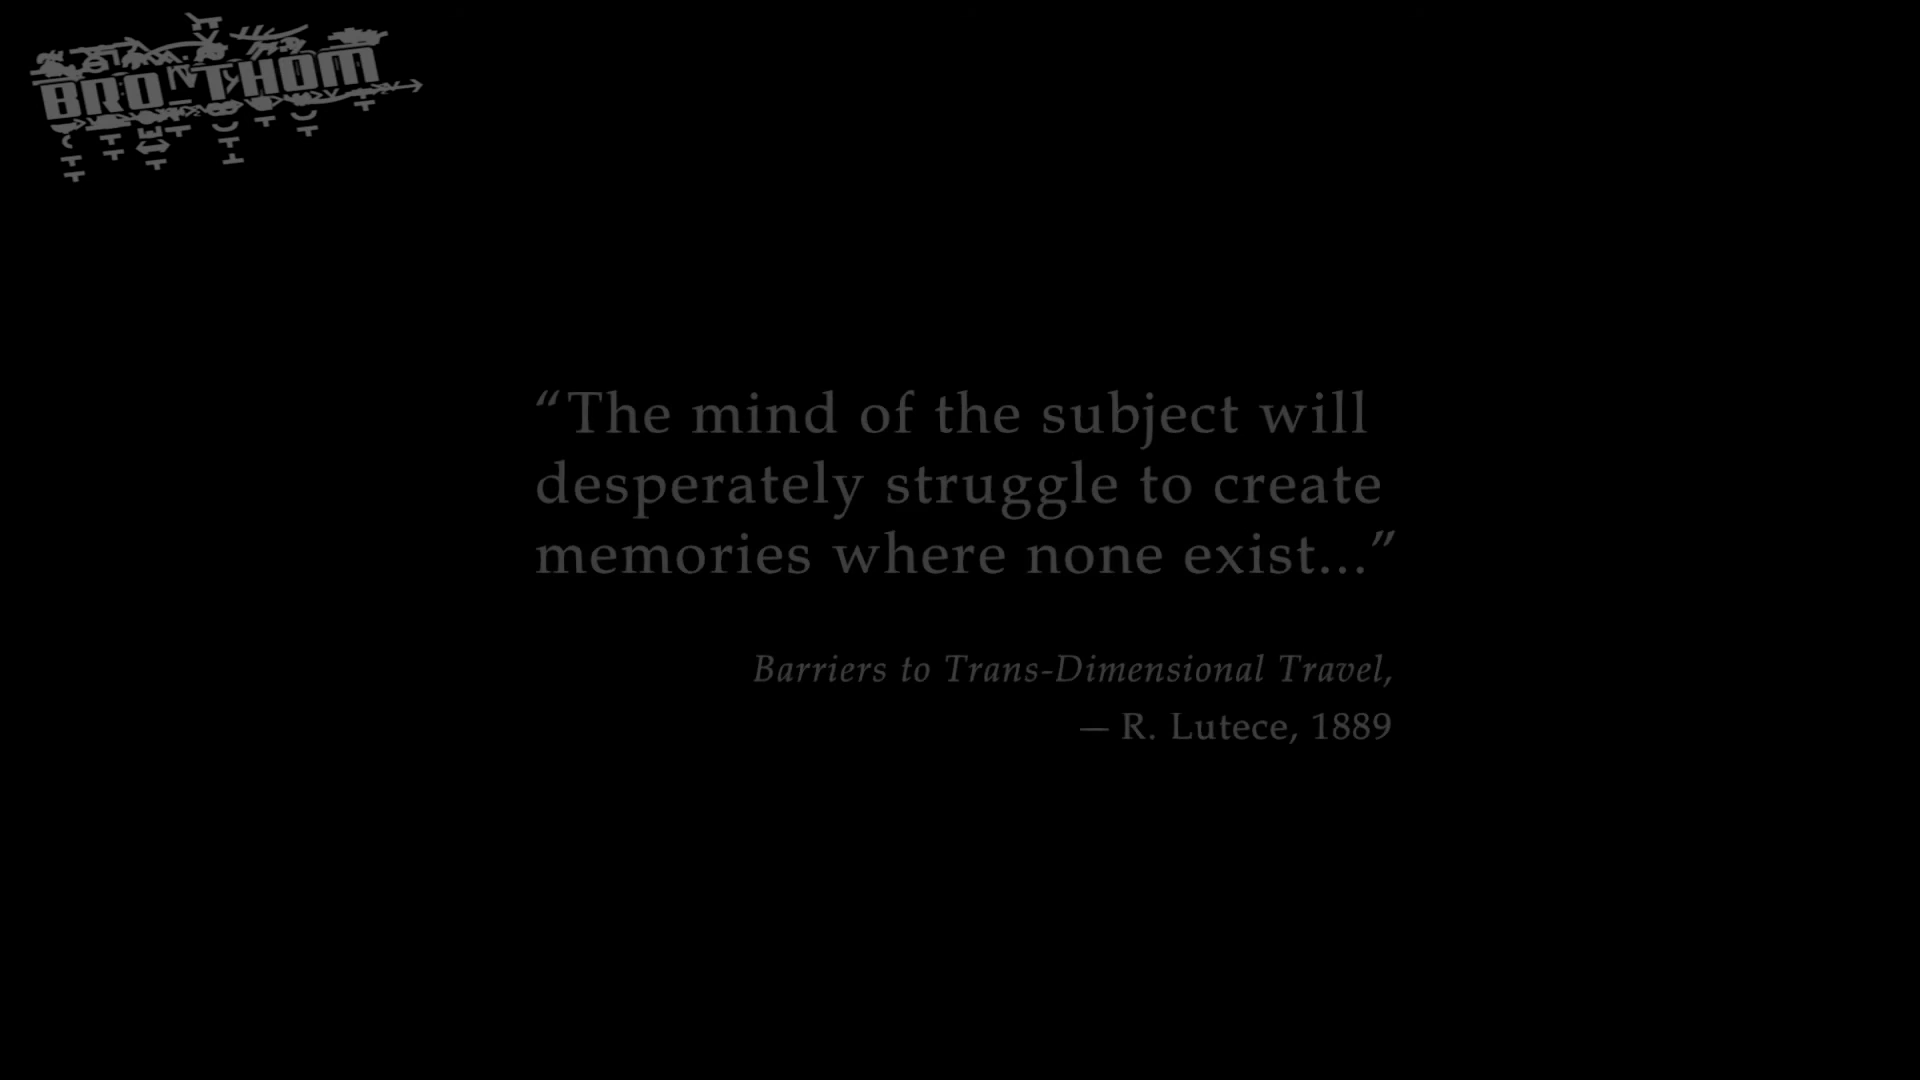 BRO THOM
“The mind of the subject will
desperately struggle to create
memories where none exist...”
Barriers to Trans-Dimensional Travel,
— R. Lutece, 1889